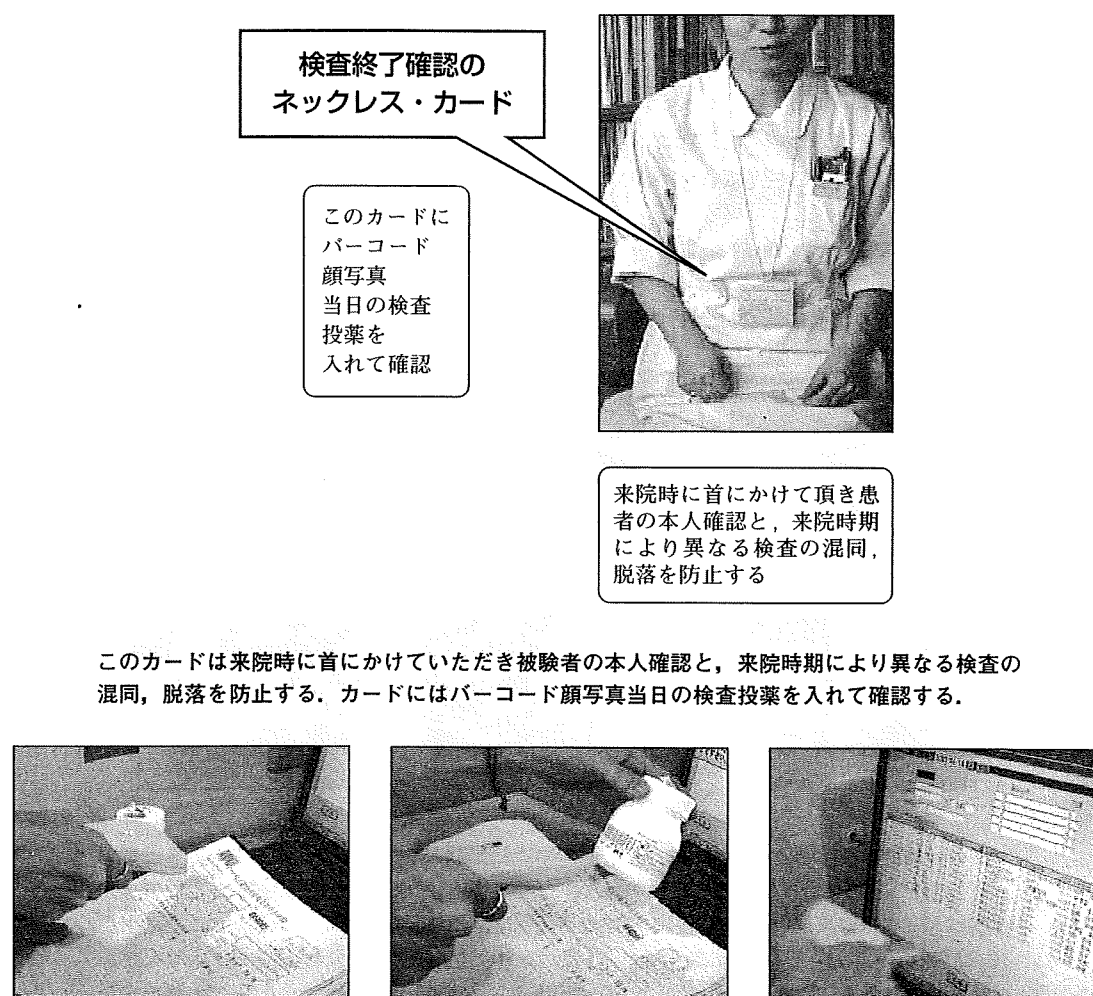 検査終了確認の
ネックレス・カード
このカードに
バーコード
顔写真
当日の検査
投薬を
入れて確認
来院時に首にかけて頂き患
者の本人確認と，来院時期
により異なる検査の混同，
脱落を防止する
このカードは来院時に首にかけていただき被験者の本人確認と，来院時期により異なる検査の
混同，脱落を防止する．カードにはバーコード顔写真当日の検査投薬を入れて確認する．